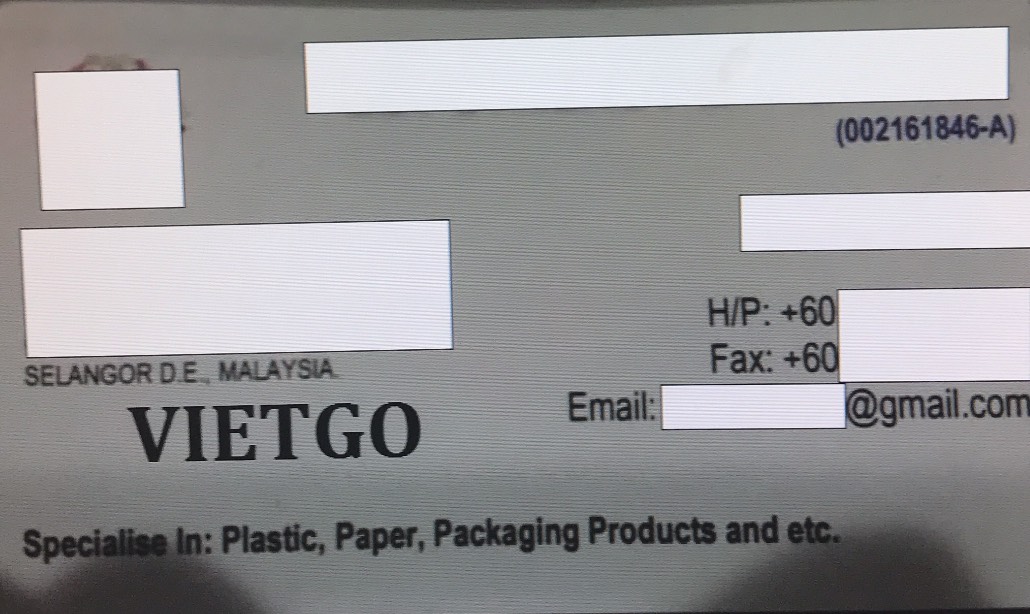 (002161846-A)
H/P: +60
Fax: +60
SELANGOR D.E., MALAYSIA.
Email: @gmail.com
VIETGO
Specialise In: Plastic, Paper, Packaging Products and etc.